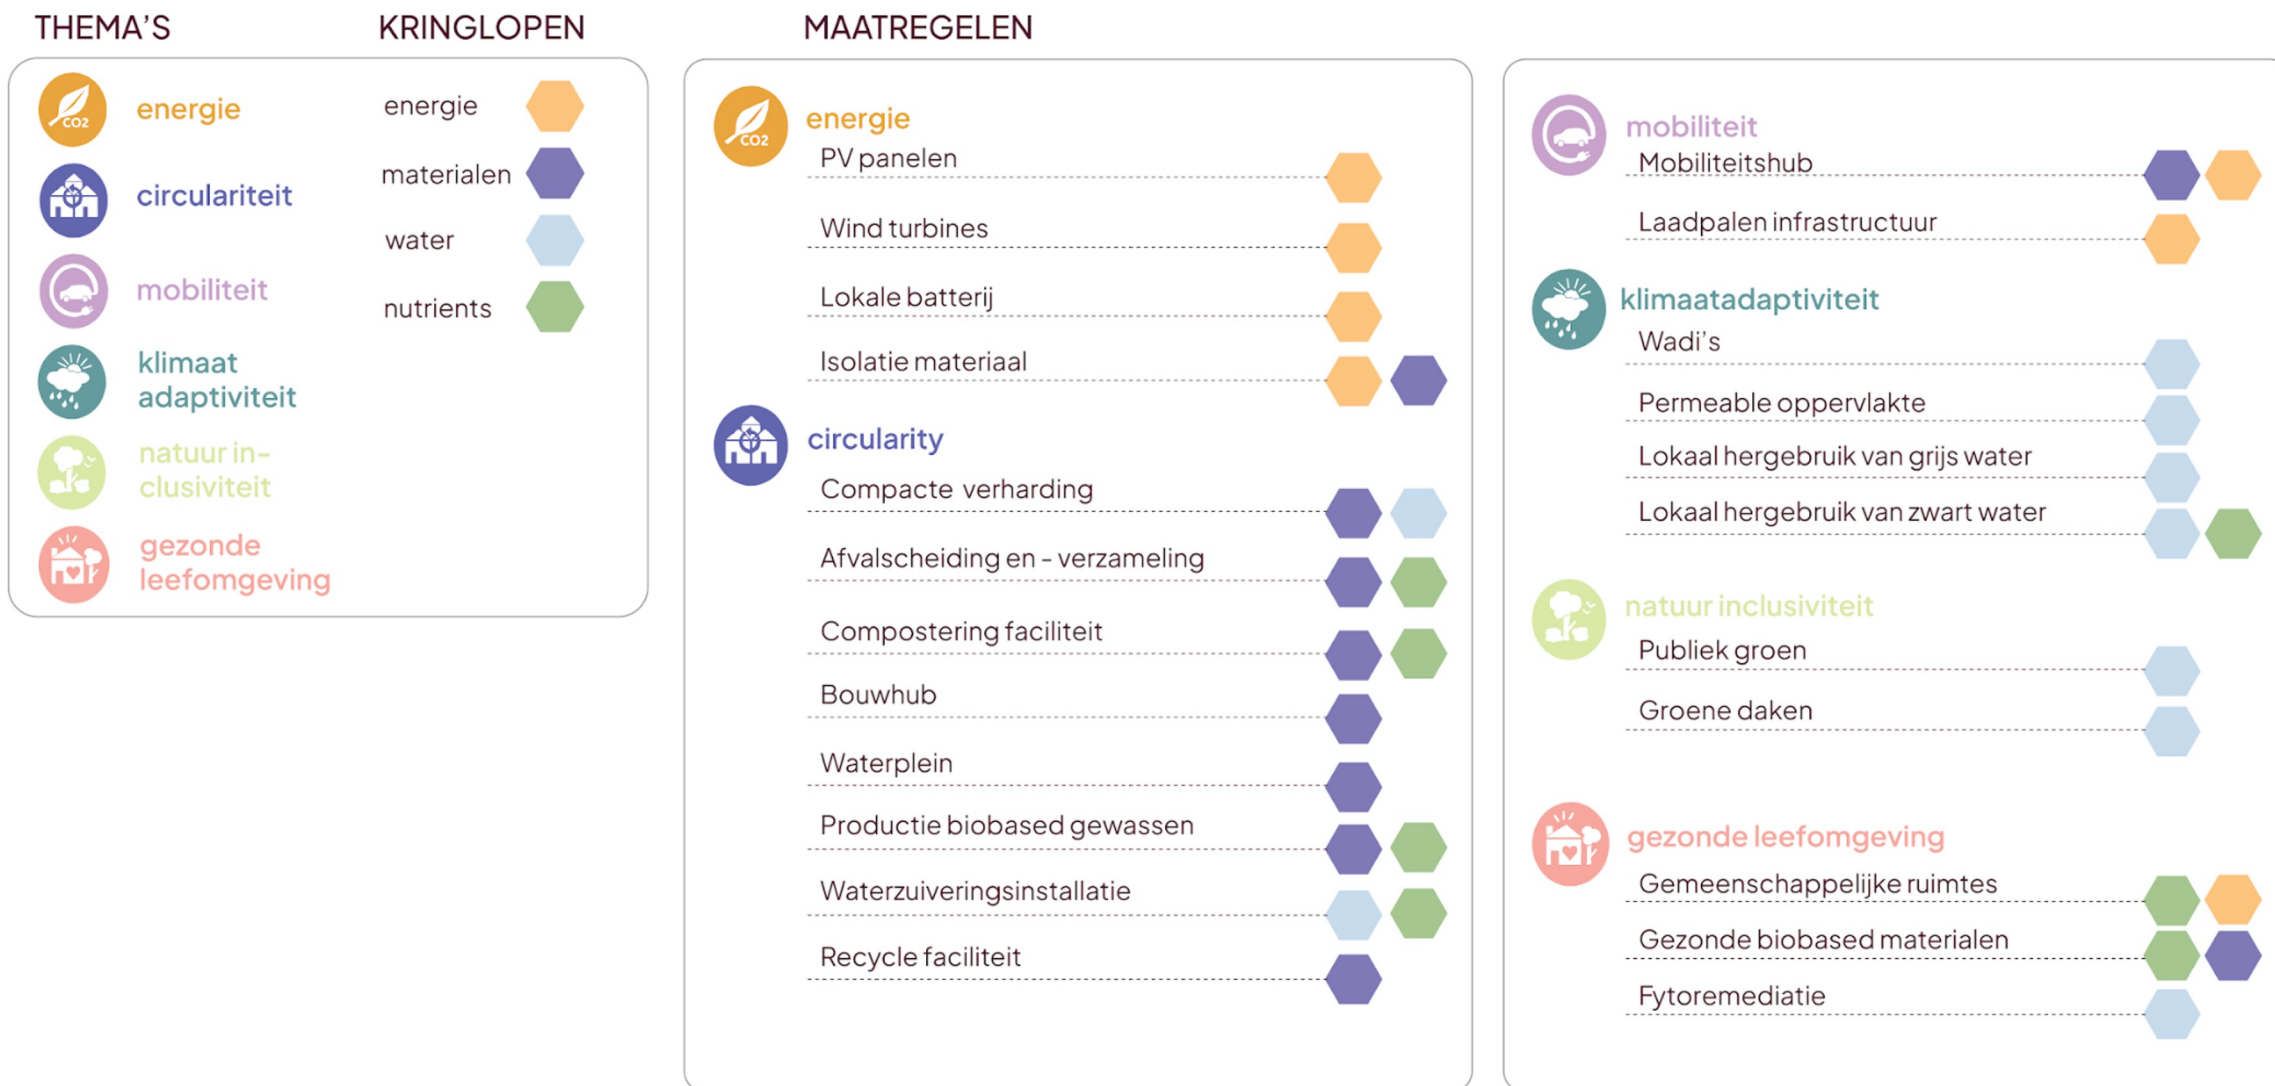 THEMA'S
KRINGLOPEN
MAATREGELEN
CO2
energie
circulariteit
mobiliteit
klimaat
adaptiviteit
natuur in-
clusiviteit
gezonde
leefomgeving
energie
materialen
water
nutrients
CO2
energie
PV panelen
Wind turbines
Lokale batterij
Isolatie materiaal
circularity
Compacte verharding
Afvalscheiding en - verzameling
Compostering faciliteit
Bouwhub
Waterplein
Productie biobased gewassen
Waterzuiveringsinstallatie
Recycle faciliteit
mobiliteit
Mobiliteitshub
Laadpalen infrastructuur
klimaatadaptiviteit
Wadi's
Permeable oppervlakte
Lokaal hergebruik van grijs water
Lokaal hergebruik van zwart water
natuur inclusiviteit
Publiek groen
Groene daken
gezonde leefomgeving
Gemeenschappelijke ruimtes
Gezonde biobased materialen
Fytoremediatie